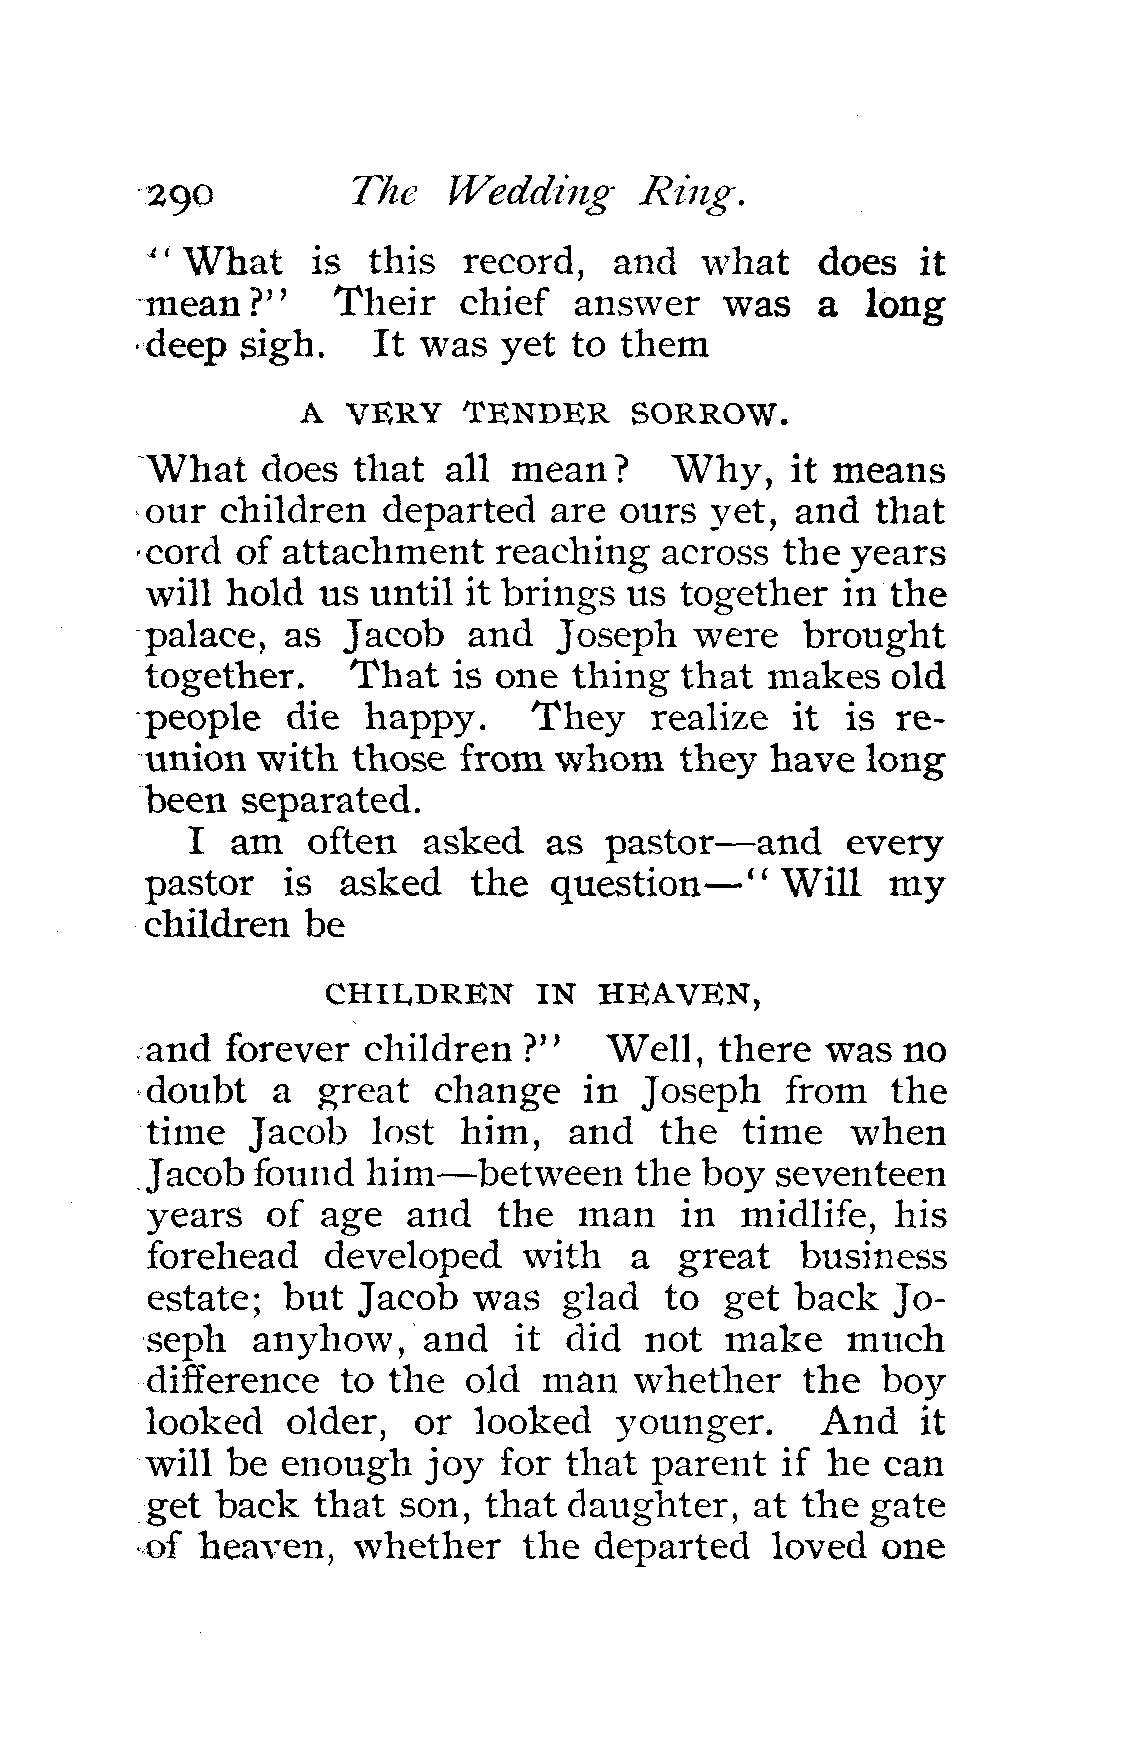 290 The Wedding Ring.
"What is this record, and what does it
mean?" Their chief answer was a long
deep sigh. It was yet to them
A VERY TENDER SORROW.
What does that all mean? Why, it means
our children departed are ours yet, and that
cord of attachment reaching across the years
will hold us until it brings us together in the
palace, as Jacob and Joseph were brought
together. That is one thing that makes old
people die happy. They realize it is re-
union with those from whom they have long
been separated.
I am often asked as pastor—and every
pastor is asked the question—"Will my
children be
CHILDREN IN HEAVEN,
and forever children?" Well, there was no
doubt a great change in Joseph from the
time Jacob lost him, and the time when
Jacob found him—between the boy seventeen
years of age and the man in midlife, his
forehead developed with a great business
estate; but Jacob was glad to get back Jo-
seph anyhow, and it did not make much
difference to the old man whether the boy
looked older, or looked younger. And it
will be enough joy for that parent if he can
get back that son, that daughter, at the gate
of heaven, whether the departed loved one